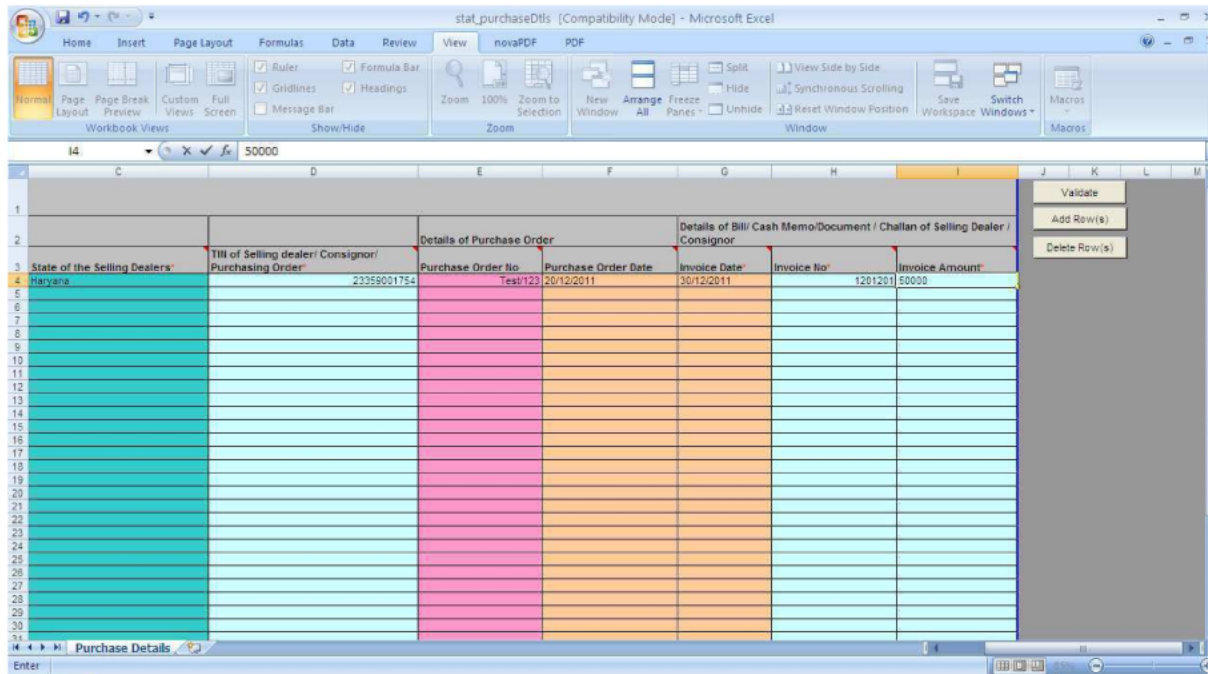 stat_purchaseDtls [Compatibility Mode] - Microsoft Excel
Home Insert Page Layout Formulas Data Review View novaPDF PDF
Normal Page Layout Page Break Preview Custom Views Full Screen
Ruler Formula Bar
Gridlines Headings
Message Bar
Zoom 100% Zoom to Selection
New Window Arrange All Freeze Panes
Split
Hide
Unhide
View Side by Side
Synchronous Scrolling
Reset Window Position
Save Workspace Switch Windows
Macros
Workbook Views Show/Hide Zoom Window Macros
I4 fx 50000
C D E F G H I J K L M
Validate
1
Add Row(s)
2 Details of Purchase Order Details of Bill/ Cash Memo/Document / Challan of Selling Dealer / Consignor
Delete Row(s)
3 State of the Selling Dealers* TIN of Selling dealer/ Consignor/ Purchasing Order* Purchase Order No Purchase Order Date Invoice Date* Invoice No* Invoice Amount*
4 Haryana 23359001754 Test/123 20/12/2011 30/12/2011 1201201 50000
5
6
7
8
9
10
11
12
13
14
15
16
17
18
19
20
21
22
23
24
25
26
27
28
29
30
31
Purchase Details
Enter 85%